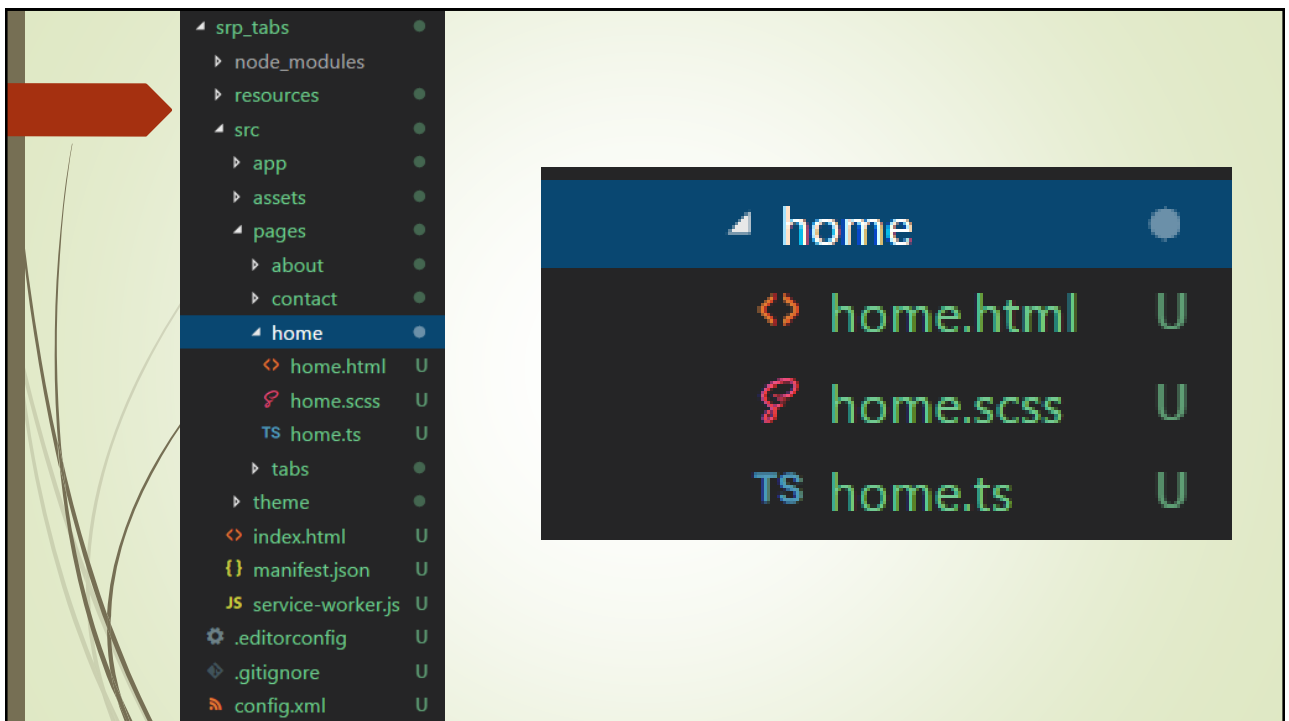 srp_tabs
node_modules
resources
src
app
assets
pages
about
contact
home
<> home.html U
home.scss U
TS home.ts U
tabs
theme
<> index.html U
{} manifest.json U
JS service-worker.js U
.editorconfig U
.gitignore U
config.xml U
home
<> home.html U
home.scss U
TS home.ts U